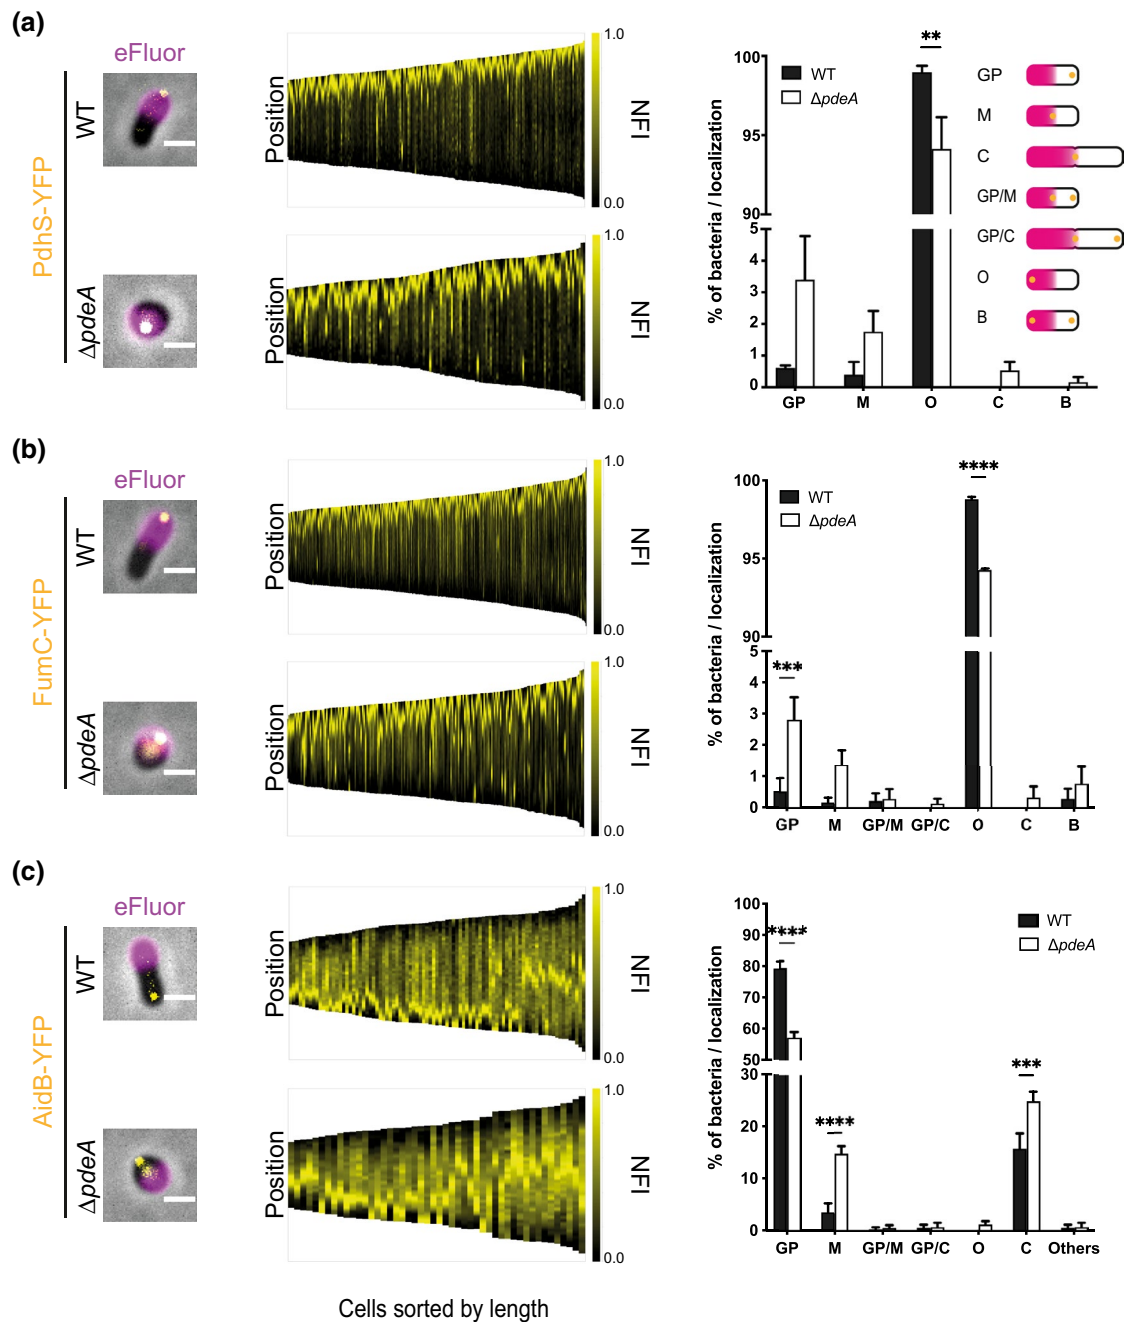 (a)
eFluor
PdhS-YFP
WT
ΔpdeA
Position
1.0
0.0
NFI
Position
1.0
0.0
NFI
% of bacteria / localization
100
95
90
5
4
3
2
1
0
**
WT
ΔpdeA
GP
M
C
GP/M
GP/C
O
B
GP M O C B
(b)
eFluor
FumC-YFP
WT
ΔpdeA
Position
1.0
0.0
NFI
Position
1.0
0.0
NFI
% of bacteria / localization
100
95
90
5
4
3
2
1
0
***
****
WT
ΔpdeA
GP M GP/M GP/C O C B
(c)
eFluor
AidB-YFP
WT
ΔpdeA
Position
1.0
0.0
NFI
Position
1.0
0.0
NFI
Cells sorted by length
% of bacteria / localization
100
90
80
70
60
50
30
20
10
0
****
****
***
WT
ΔpdeA
GP M GP/M GP/C O C Others